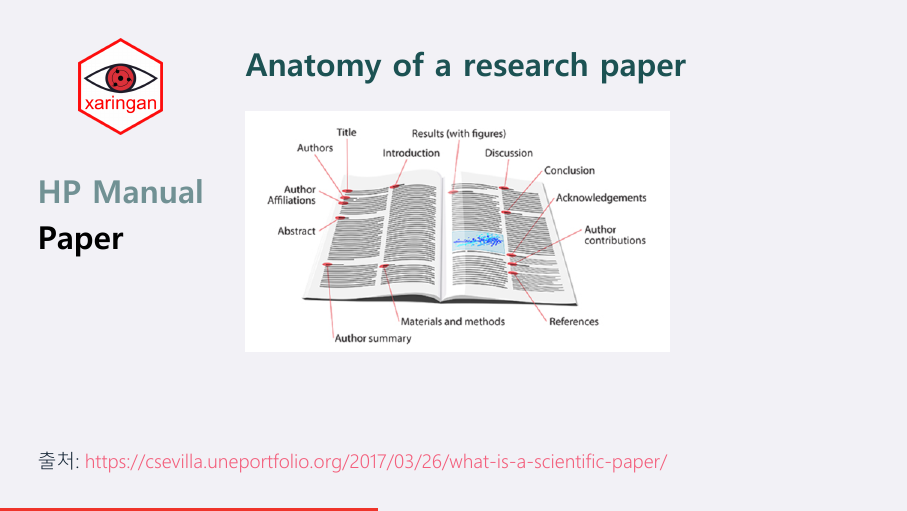 xaringan
Anatomy of a research paper
HP Manual
Paper
Title
Results (with figures)
Authors
Introduction
Discussion
Conclusion
Author
Affiliations
Acknowledgements
Abstract
Author
contributions
Materials and methods
References
Author summary
출처: https://csevilla.uneportfolio.org/2017/03/26/what-is-a-scientific-paper/